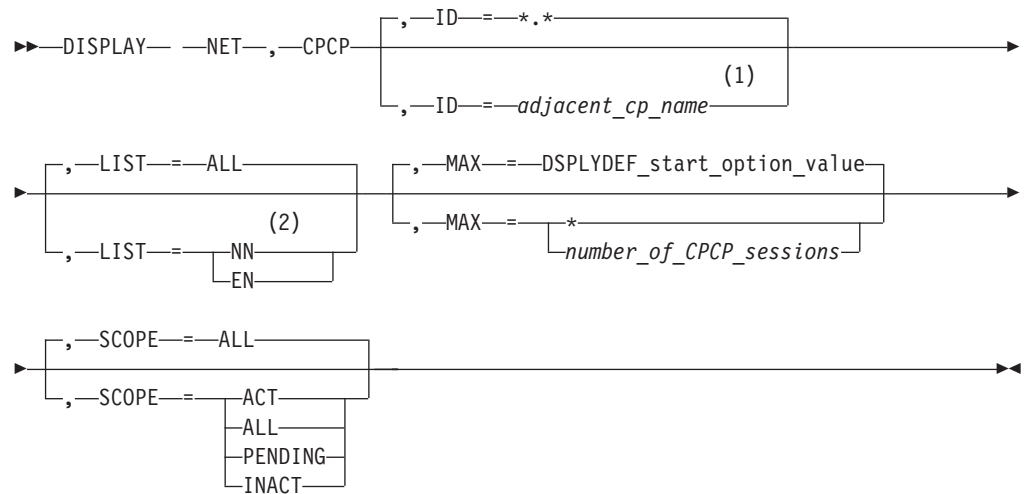 , ID = *.*
DISPLAY NET , CPCP
(1)
, ID = adjacent_cp_name
, LIST = ALL , MAX = DSPLYDEF_start_option_value
(2)
, LIST = NN , MAX = *
EN number_of_CPCP_sessions
, SCOPE = ALL
, SCOPE = ACT
ALL
PENDING
INACT